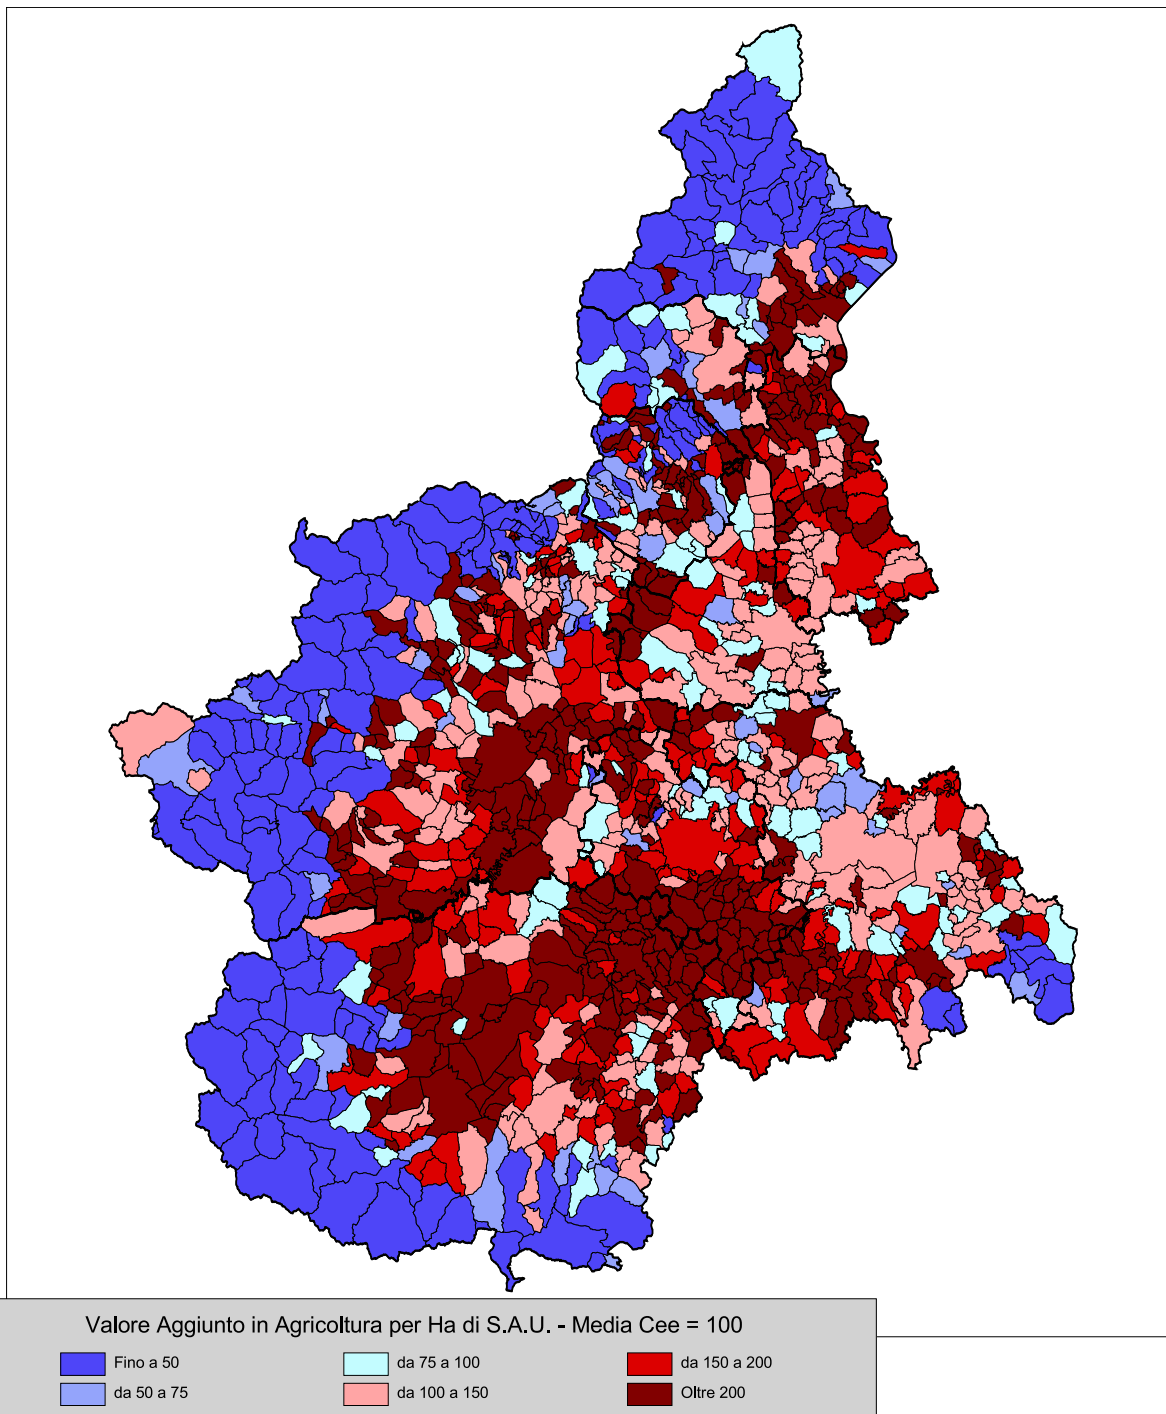 Valore Aggiunto in Agricoltura per Ha di S.A.U. - Media Cee = 100
Fino a 50
da 75 a 100
da 150 a 200
da 50 a 75
da 100 a 150
Oltre 200